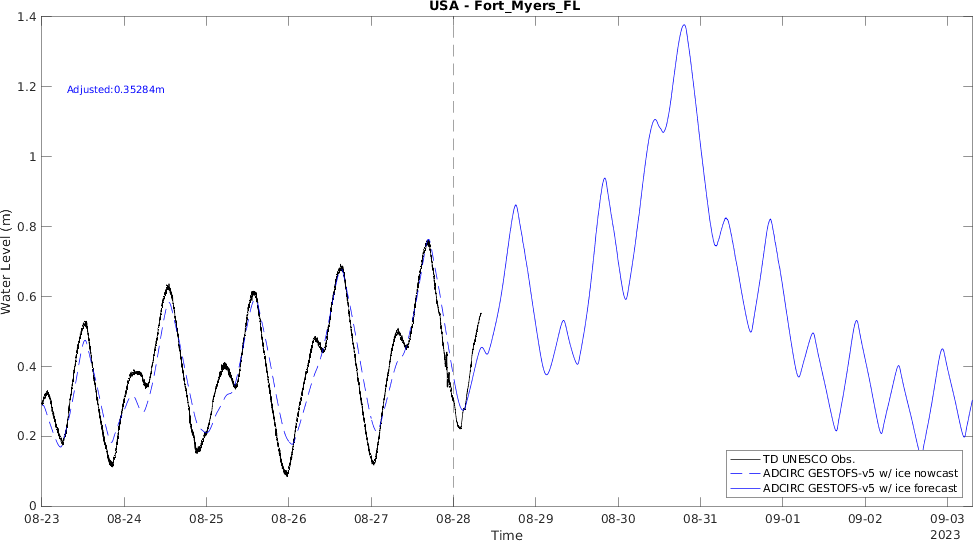 USA - Fort_Myers_FL
1.4
1.2
1
0.8
0.6
0.4
0.2
0
Water Level (m)
Adjusted:0.35284m
TD UNESCO Obs.
ADCIRC GESTOFS-v5 w/ ice nowcast
ADCIRC GESTOFS-v5 w/ ice forecast
08-23 08-24 08-25 08-26 08-27 08-28 08-29 08-30 08-31 09-01 09-02 09-03
2023
Time